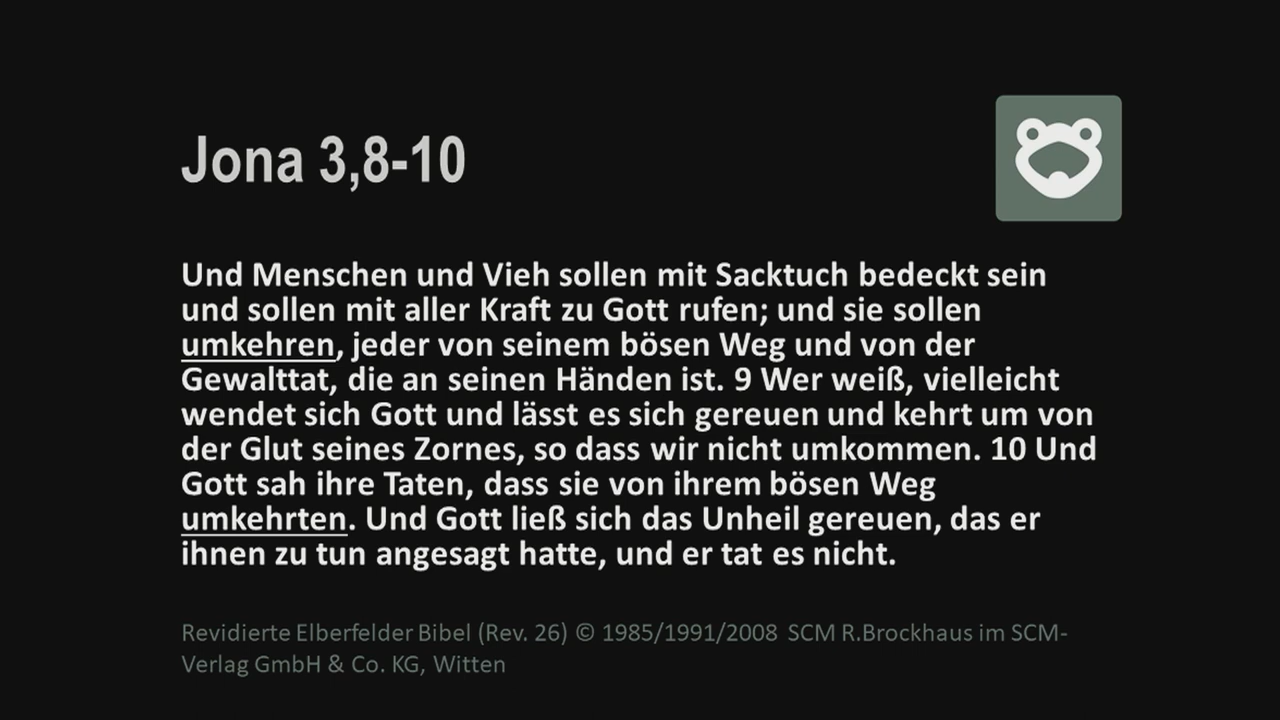 Jona 3,8-10
Und Menschen und Vieh sollen mit Sacktuch bedeckt sein
und sollen mit aller Kraft zu Gott rufen; und sie sollen
umkehren, jeder von seinem bösen Weg und von der
Gewalttat, die an seinen Händen ist. 9 Wer weiß, vielleicht
wendet sich Gott und lässt es sich gereuen und kehrt um von
der Glut seines Zornes, so dass wir nicht umkommen. 10 Und
Gott sah ihre Taten, dass sie von ihrem bösen Weg
umkehrten. Und Gott ließ sich das Unheil gereuen, das er
ihnen zu tun angesagt hatte, und er tat es nicht.
Revidierte Elberfelder Bibel (Rev. 26) © 1985/1991/2008 SCM R.Brockhaus im SCM-
Verlag GmbH & Co. KG, Witten